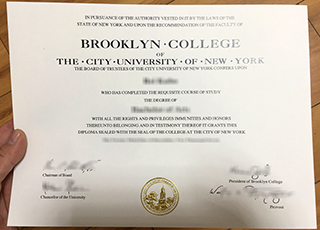 IN PURSUANCE OF THE AUTHORITY VESTED IN IT BY THE LAWS OF THE
STATE OF NEW YORK AND UPON THE RECOMMENDATION OF THE FACULTY OF
BROOKLYN·COLLEGE
OF
THE·CITY·UNIVERSITY·OF·NEW·YORK
THE BOARD OF TRUSTEES OF THE CITY UNIVERSITY OF NEW YORK CONFERS UPON
WHO HAS COMPLETED THE REQUISITE COURSE OF STUDY
THE DEGREE OF
WITH ALL THE RIGHTS AND PRIVILEGES IMMUNITIES AND HONORS
THEREUNTO BELONGING AND IN TESTIMONY THEREOF IT GRANTS THIS
DIPLOMA SEALED WITH THE SEAL OF THE COLLEGE AT THE CITY OF NEW YORK
Chairman of Board
Chancellor of the University
President of Brooklyn College
Provost